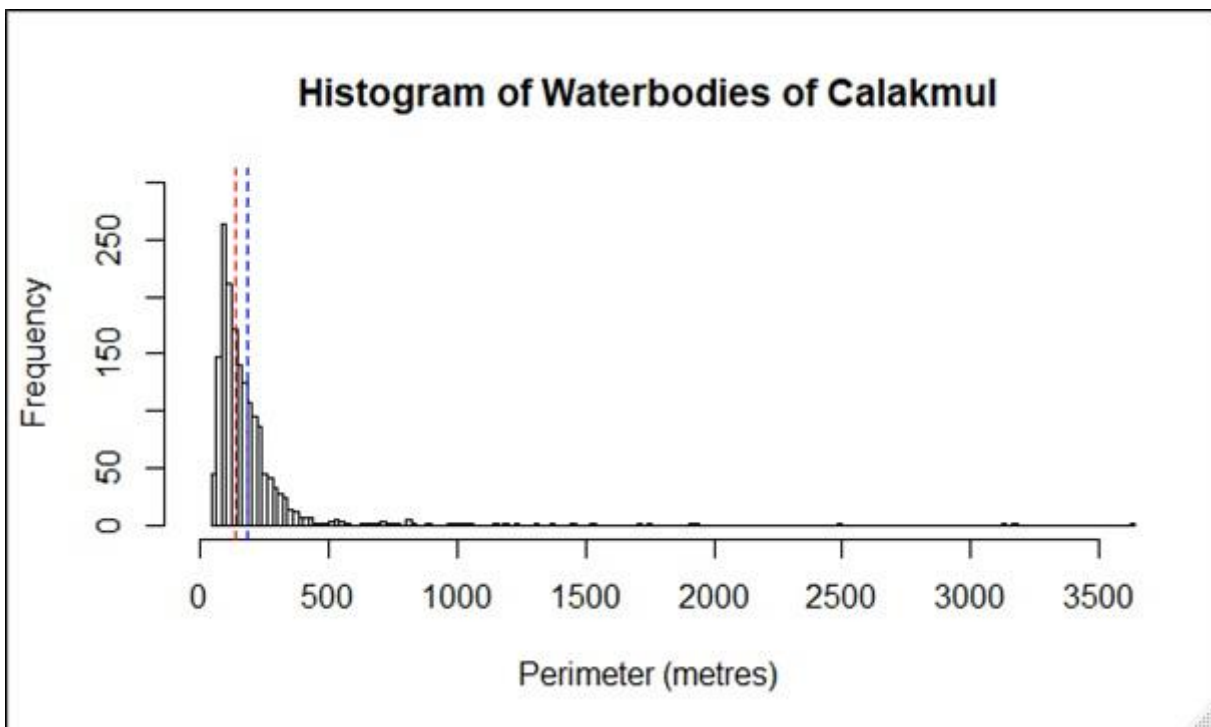 Histogram of Waterbodies of Calakmul
Frequency
250
150
50
0
0 500 1000 1500 2000 2500 3000 3500
Perimeter (metres)